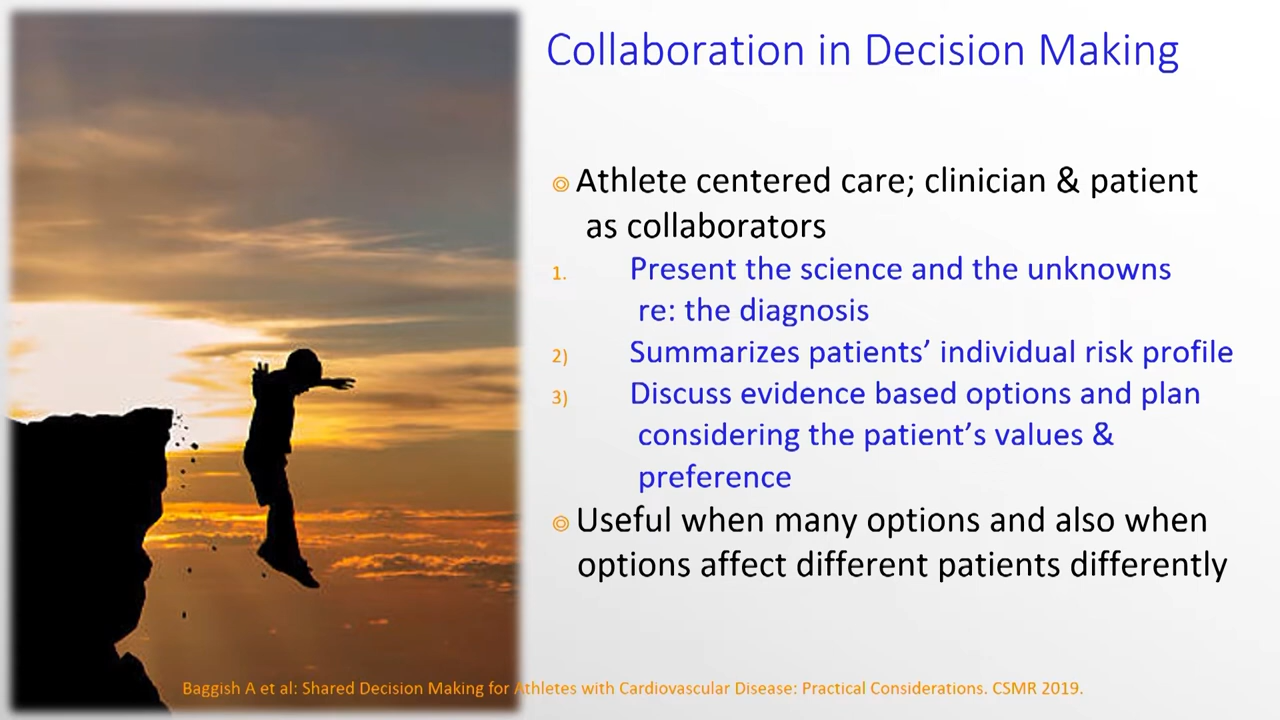 Collaboration in Decision Making
Athlete centered care; clinician & patient
as collaborators
1. Present the science and the unknowns
re: the diagnosis
2) Summarizes patients’ individual risk profile
3) Discuss evidence based options and plan
considering the patient’s values &
preference
Useful when many options and also when
options affect different patients differently
Baggish A et al: Shared Decision Making for Athletes with Cardiovascular Disease: Practical Considerations. CSMR 2019.